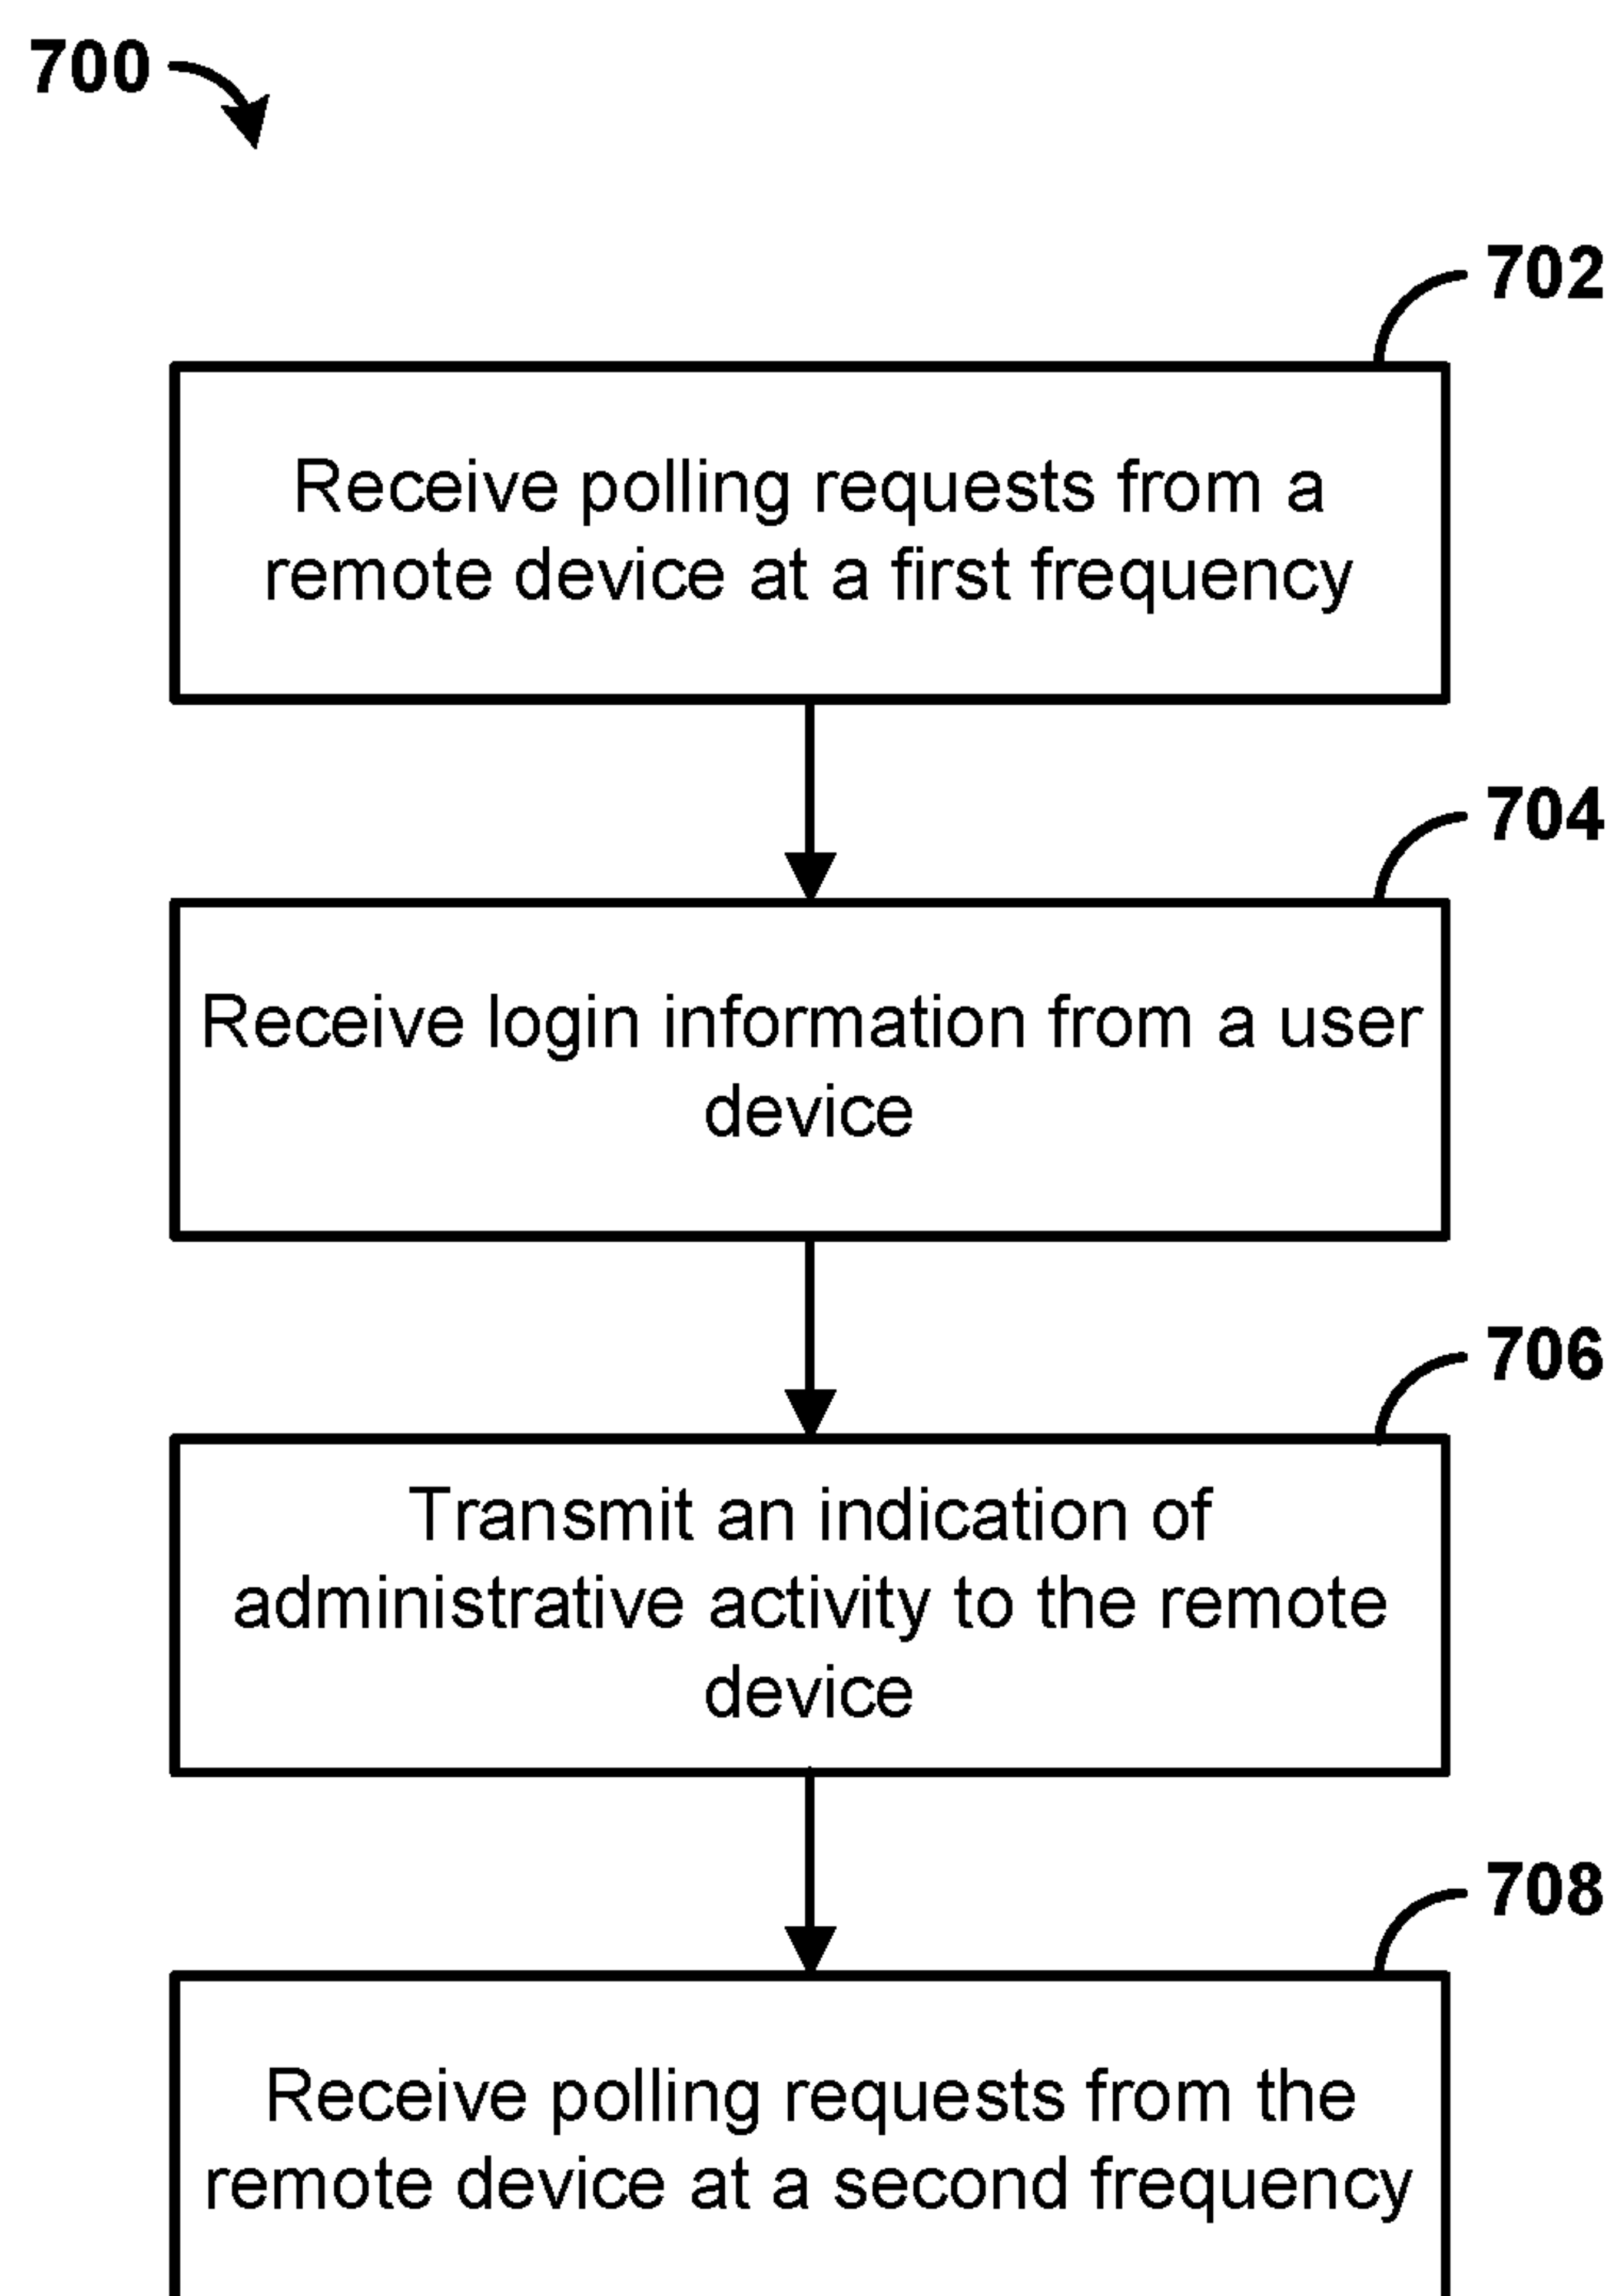 700
702
Receive polling requests from a
remote device at a first frequency
704
Receive login information from a user
device
706
Transmit an indication of
administrative activity to the remote
device
708
Receive polling requests from the
remote device at a second frequency